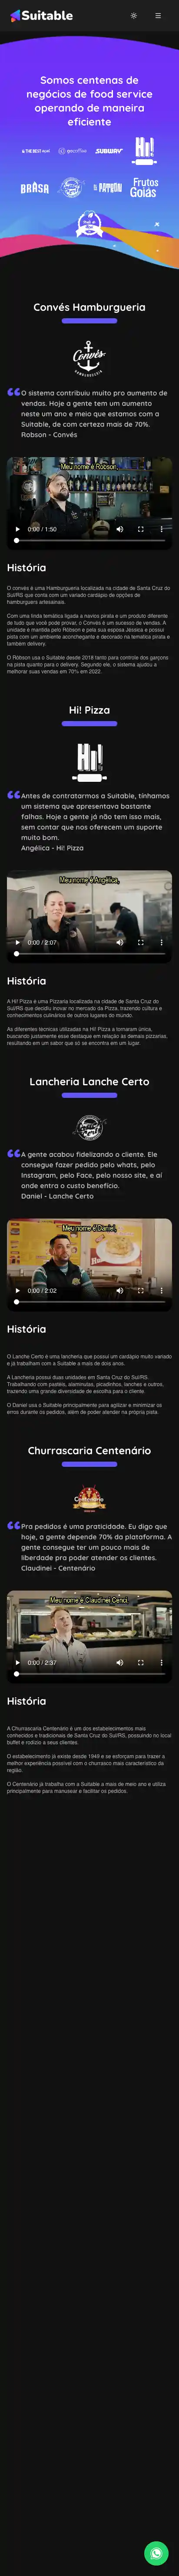 Suitable
Somos centenas de
negócios de food service
operando de maneira
eficiente
SUBWAY
Hi!
BRASA
PATRON
Frutos
Goiás
Convés Hamburgueria
Convés
O sistema contribuiu muito pro aumento de
vendas. Hoje a gente tem um aumento
neste um ano e meio que estamos com a
Suitable, de com certeza mais de 70%.
Robson - Convés
Meu nome é Robson,
0:00 / 1:50
História
O convés é uma Hamburgueria localizada na cidade de Santa Cruz do
Sul/RS que conta com um variado cardápio de opções de
hamburguers artesainais.
Com uma linda temática ligada a navios pirata e um produto diferente
de tudo que você pode provar, o Convés é um sucesso de vendas. A
unidade é mantida pelo Robson e pela sua esposa Jéssica e possui
pista com um ambiente aconchegante e decorado na temática pirata e
também delivery.
O Róbson usa o Suitable desde 2018 tanto para controle dos garçons
na pista quanto para o delivery. Segundo ele, o sistema ajudou a
melhorar suas vendas em 70% em 2022.
Hi! Pizza
Hi!
Antes de contratarmos a Suitable, tínhamos
um sistema que apresentava bastante
falhas. Hoje a gente já não tem isso mais,
sem contar que nos oferecem um suporte
muito bom.
Angélica - Hi! Pizza
Meu nome é Angélica,
0:00 / 2:07
História
A Hi! Pizza é uma Pizzaria localizada na cidade de Santa Cruz do
Sul/RS que decidiu inovar no mercado da Pizza, trazendo cultura e
conhecimentos culinários de outros lugares do mundo.
As diferentes técnicas utilizadas na Hi! Pizza a tornaram única,
buscando justamente esse destaque em relação às demais pizzarias,
resultando em um sabor que só se encontra em um lugar.
Lancheria Lanche Certo
A gente acabou fidelizando o cliente. Ele
consegue fazer pedido pelo whats, pelo
Instagram, pelo Face, pelo nosso site, e aí
onde entra o custo benefício.
Daniel - Lanche Certo
Meu nome é Daniel,
0:00 / 2:02
História
O Lanche Certo é uma lancheria que possui um cardápio muito variado
e já trabalham com a Suitable a mais de dois anos.
A Lancheria possui duas unidades em Santa Cruz do Sul/RS.
Trabalhando com pastéis, alaminutas, picadinhos, lanches e outros,
trazendo uma grande diversidade de escolha para o cliente.
O Daniel usa o Suitable principalmente para agilizar e minimizar os
erros durante os pedidos, além de poder atender na própria pista.
Churrascaria Centenário
Pra pedidos é uma praticidade. Eu digo que
hoje, a gente depende 70% da plataforma. A
gente consegue ter um pouco mais de
liberdade pra poder atender os clientes.
Claudinei - Centenário
Meu nome é Claudinei Cenci,
0:00 / 2:37
História
A Churrascaria Centenário é um dos estabelecimentos mais
conhecidos e tradicionais de Santa Cruz do Sul/RS, possuindo no local
buffet e rodízio a seus clientes.
O estabelecimento já existe desde 1949 e se esforçam para trazer a
melhor experiência possível com o churrasco mais característico da
região.
O Centenário já trabalha com a Suitable a mais de meio ano e utiliza
principalmente para manusear e facilitar os pedidos.